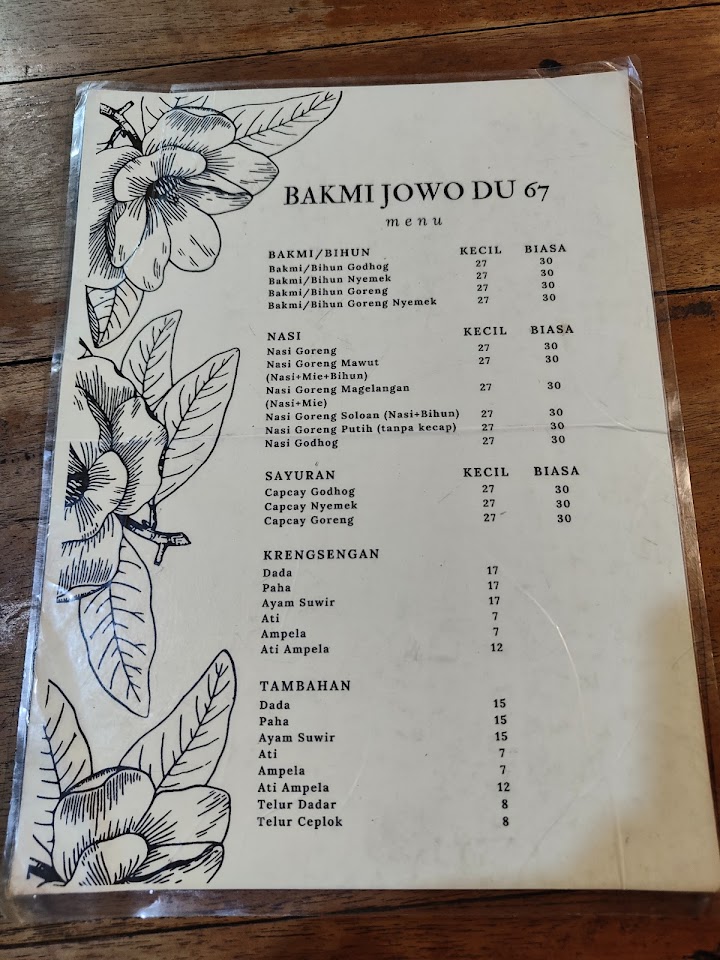 BAKMI JOWO DU 67
menu
BAKMI/BIHUN KECIL BIASA
Bakmi/Bihun Godhog 27 30
Bakmi/Bihun Nyemek 27 30
Bakmi/Bihun Goreng 27 30
Bakmi/Bihun Goreng Nyemek 27 30
NASI KECIL BIASA
Nasi Goreng 27 30
Nasi Goreng Mawut 27 30
(Nasi+Mie+Bihun)
Nasi Goreng Magelangan 27 30
(Nasi+Mie)
Nasi Goreng Soloan (Nasi+Bihun) 27 30
Nasi Goreng Putih (tanpa kecap) 27 30
Nasi Godhog 27 30
SAYURAN KECIL BIASA
Capcay Godhog 27 30
Capcay Nyemek 27 30
Capcay Goreng 27 30
KRENGSENGAN
Dada 17
Paha 17
Ayam Suwir 17
Ati 7
Ampela 7
Ati Ampela 12
TAMBAHAN
Dada 15
Paha 15
Ayam Suwir 15
Ati 7
Ampela 7
Ati Ampela 12
Telur Dadar 8
Telur Ceplok 8